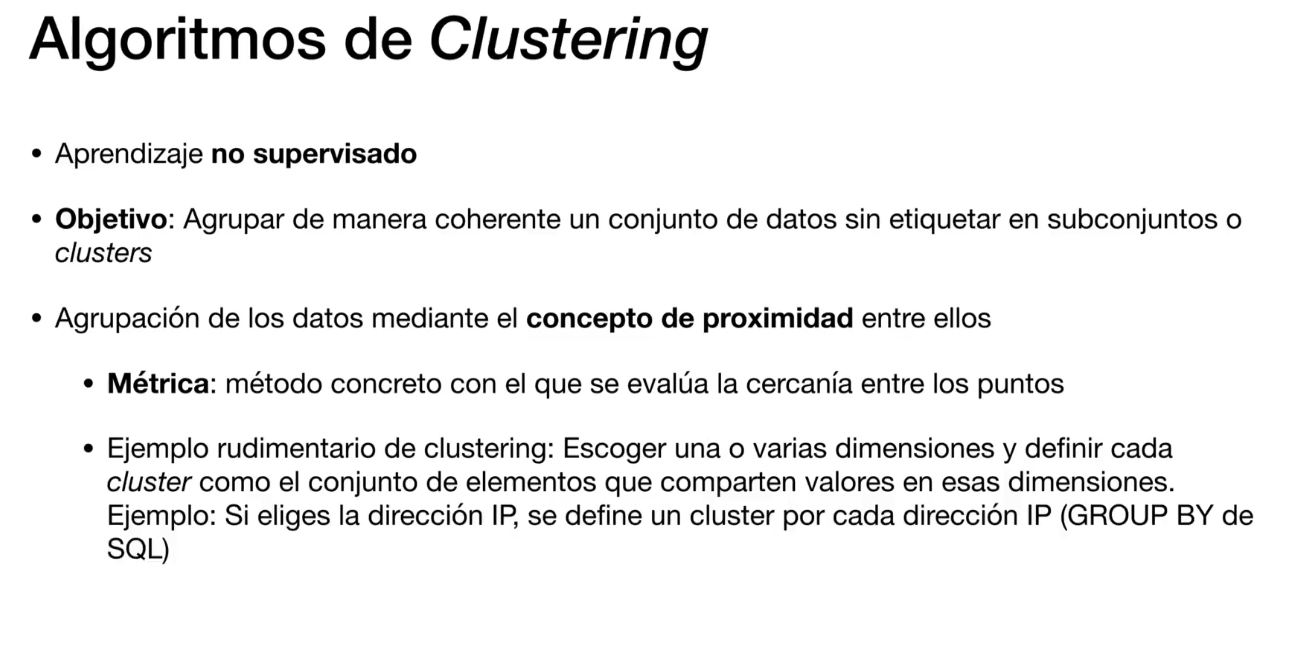 Algoritmos de Clustering
• Aprendizaje no supervisado
• Objetivo: Agrupar de manera coherente un conjunto de datos sin etiquetar en subconjuntos o
clusters
• Agrupación de los datos mediante el concepto de proximidad entre ellos
• Métrica: método concreto con el que se evalúa la cercanía entre los puntos
• Ejemplo rudimentario de clustering: Escoger una o varias dimensiones y definir cada
cluster como el conjunto de elementos que comparten valores en esas dimensiones.
Ejemplo: Si eliges la dirección IP, se define un cluster por cada dirección IP (GROUP BY de
SQL)